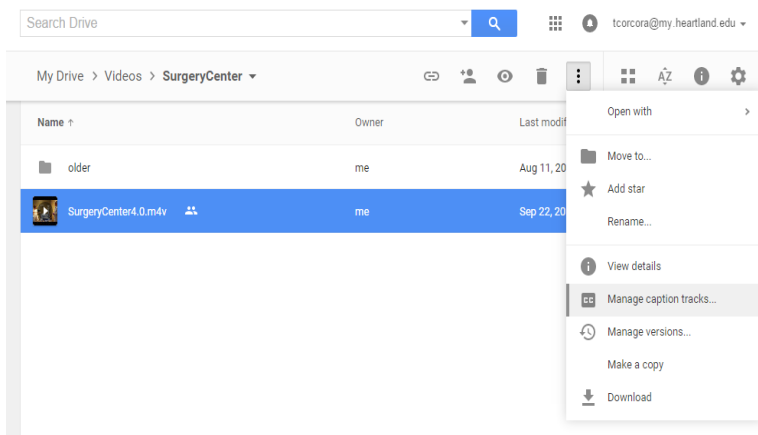 Search Drive
tcorcora@my.heartland.edu
My Drive > Videos > SurgeryCenter
AZ
Name ↑ Owner Last modif
older me Aug 11, 20
SurgeryCenter4.0.m4v me Sep 22, 20
Open with >
Move to...
Add star
Rename...
View details
CC Manage caption tracks...
Manage versions...
Make a copy
Download